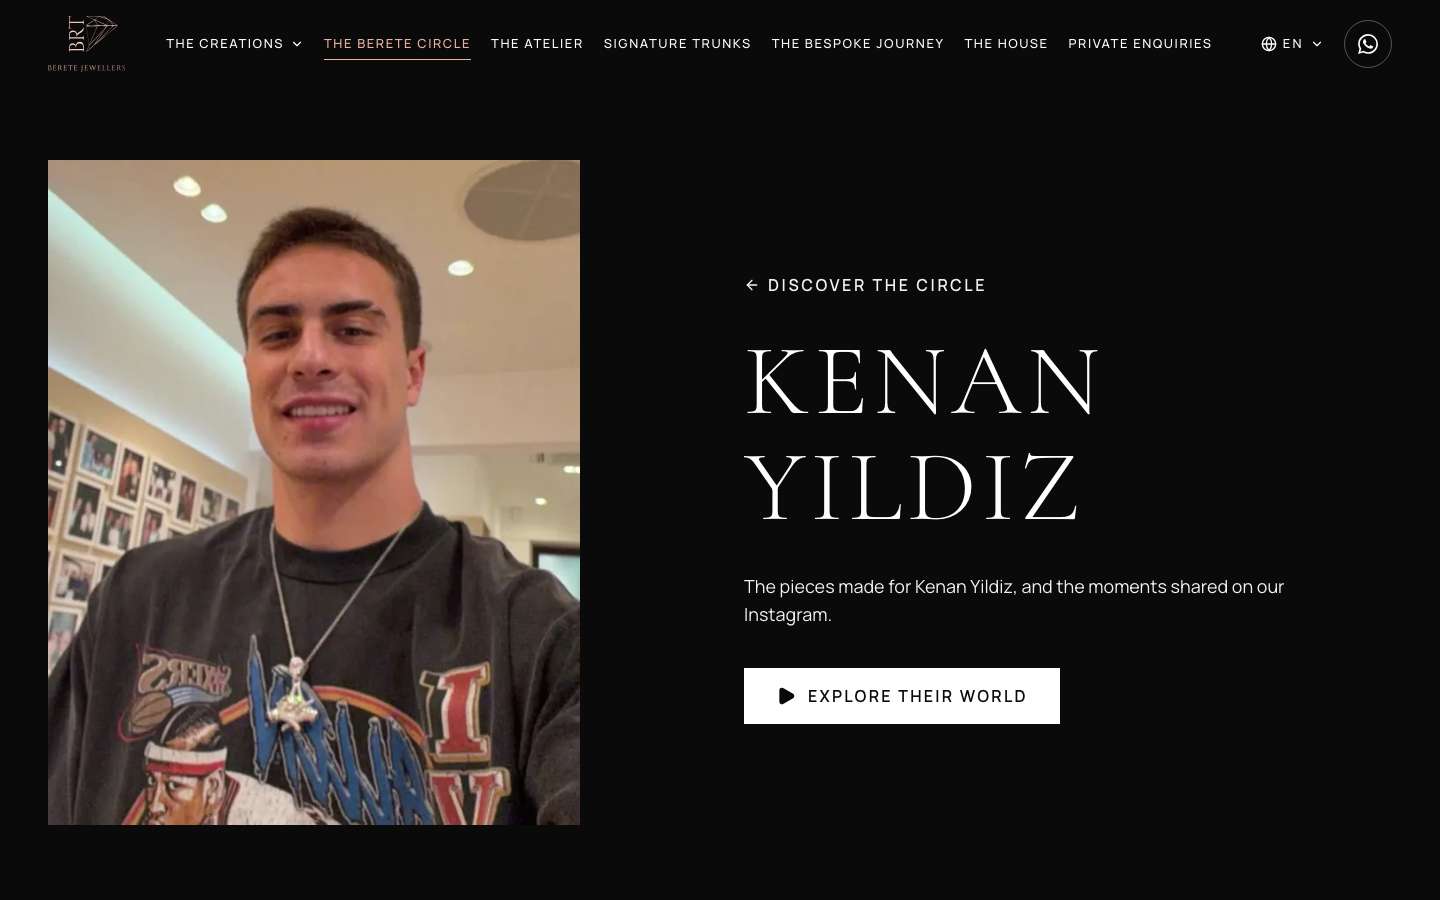 BRT
BERETE JEWELLERS
THE CREATIONS
THE BERETE CIRCLE
THE ATELIER
SIGNATURE TRUNKS
THE BESPOKE JOURNEY
THE HOUSE
PRIVATE ENQUIRIES
EN
DISCOVER THE CIRCLE
KENAN
YILDIZ
The pieces made for Kenan Yildiz, and the moments shared on our
Instagram.
EXPLORE THEIR WORLD